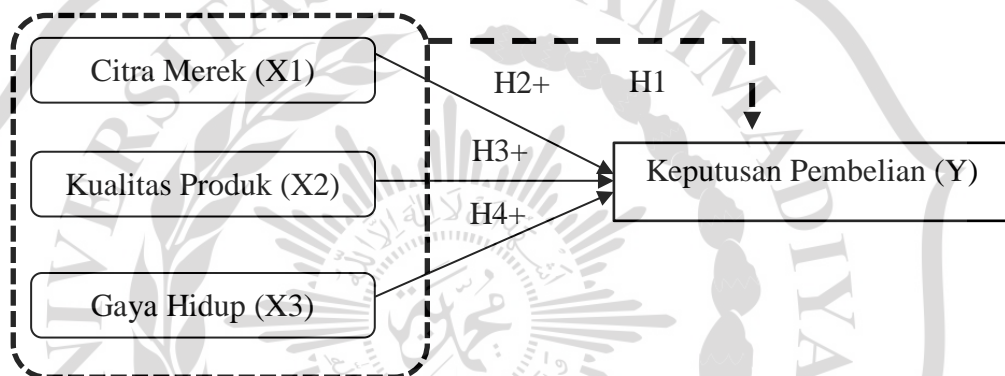 Citra Merek (X1)
H2+
H1
H3+
Kualitas Produk (X2)
Keputusan Pembelian (Y)
H4+
Gaya Hidup (X3)